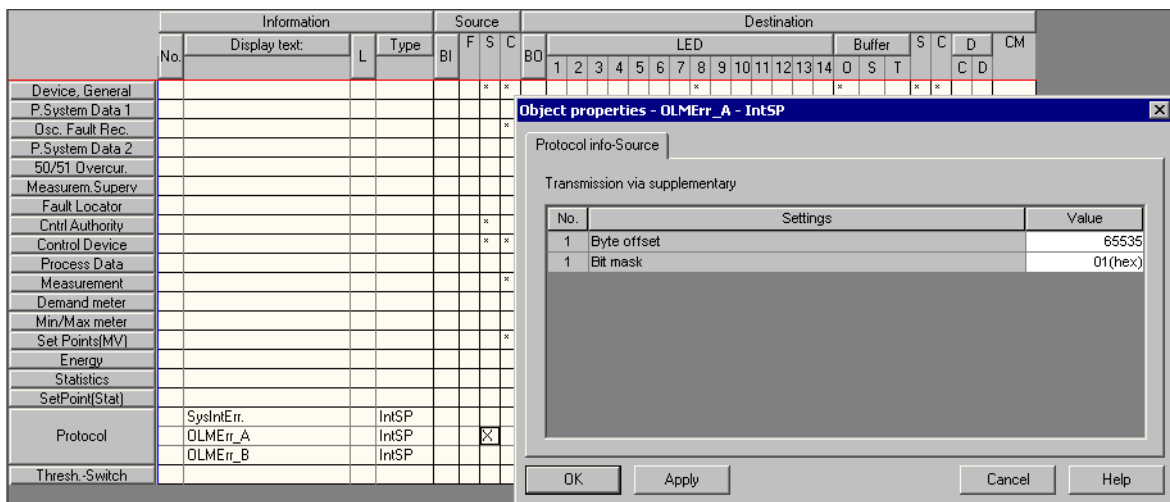 Information Source Destination
No. Display text: L Type BI F S C BO LED Buffer S C D CM
1 2 3 4 5 6 7 8 9 10 11 12 13 14 O S T C D
Device, General × × × × × ×
P.System Data 1
Osc. Fault Rec. ×
P.System Data 2
50/51 Overcur.
Measurem.Superv
Fault Locator
Cntrl Authority ×
Control Device × ×
Process Data
Measurement ×
Demand meter
Min/Max meter
Set Points(MV) ×
Energy
Statistics
SetPoint(Stat)
Protocol
SysIntErr. IntSP
OLMErr_A IntSP X
OLMErr_B IntSP
Thresh.-Switch
Object properties - OLMErr_A - IntSP
Protocol info-Source
Transmission via supplementary
No. Settings Value
1 Byte offset 65535
1 Bit mask 01(hex)
OK Apply Cancel Help